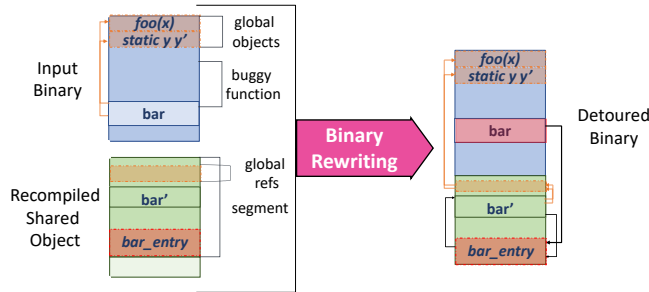 foo(x)
static y y'
global
objects
Input
Binary
buggy
function
bar
Recompiled
Shared
Object
global
refs
segment
bar'
bar_entry
Binary
Rewriting
foo(x)
static y y'
bar
Detoured
Binary
bar'
bar_entry